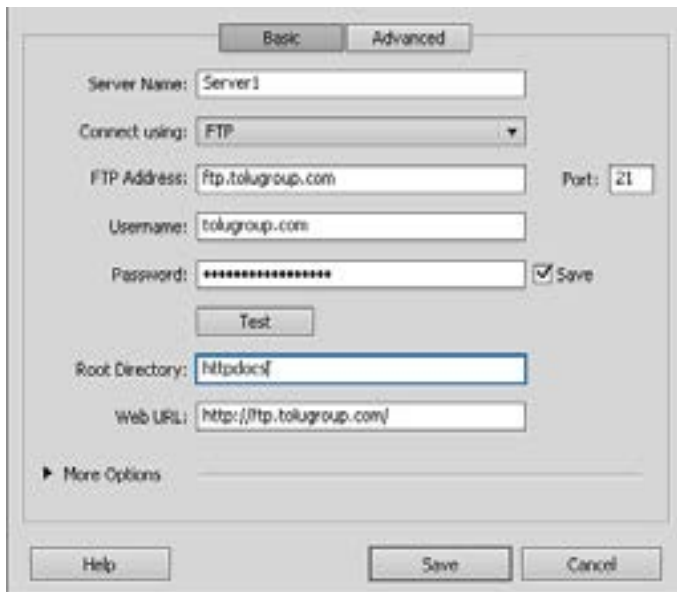 Basic Advanced
Server Name: Server1
Connect using: FTP
FTP Address: ftp.tolugroup.com Port: 21
Username: tolugroup.com
Password: ••••••••••••••••• Save
Test
Root Directory: httpdocs
Web URL: http://ftp.tolugroup.com/
More Options
Help Save Cancel